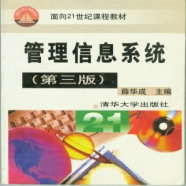 面向21世纪课程教材
管理信息系统
（第三版）
薛华成 主编
清华大学出版社
21